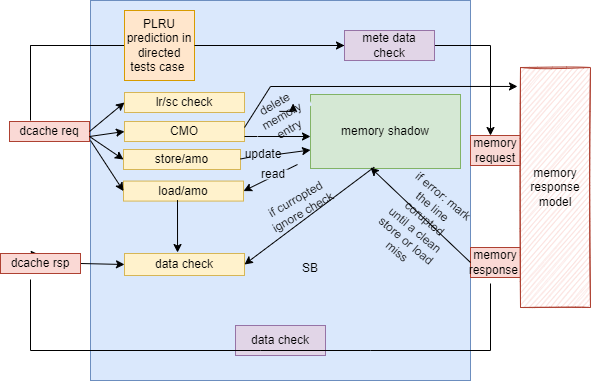 PLRU
prediction in
directed
tests case
mete data
check
lr/sc check
delete
memory
entry
dcache req
CMO
memory shadow
store/amo
update
memory
request
read
load/amo
memory
response
model
if curropted
ignore check
if error: mark
the line
corupted
until a clean
store or load
miss
dcache rsp
data check
SB
memory
response
data check